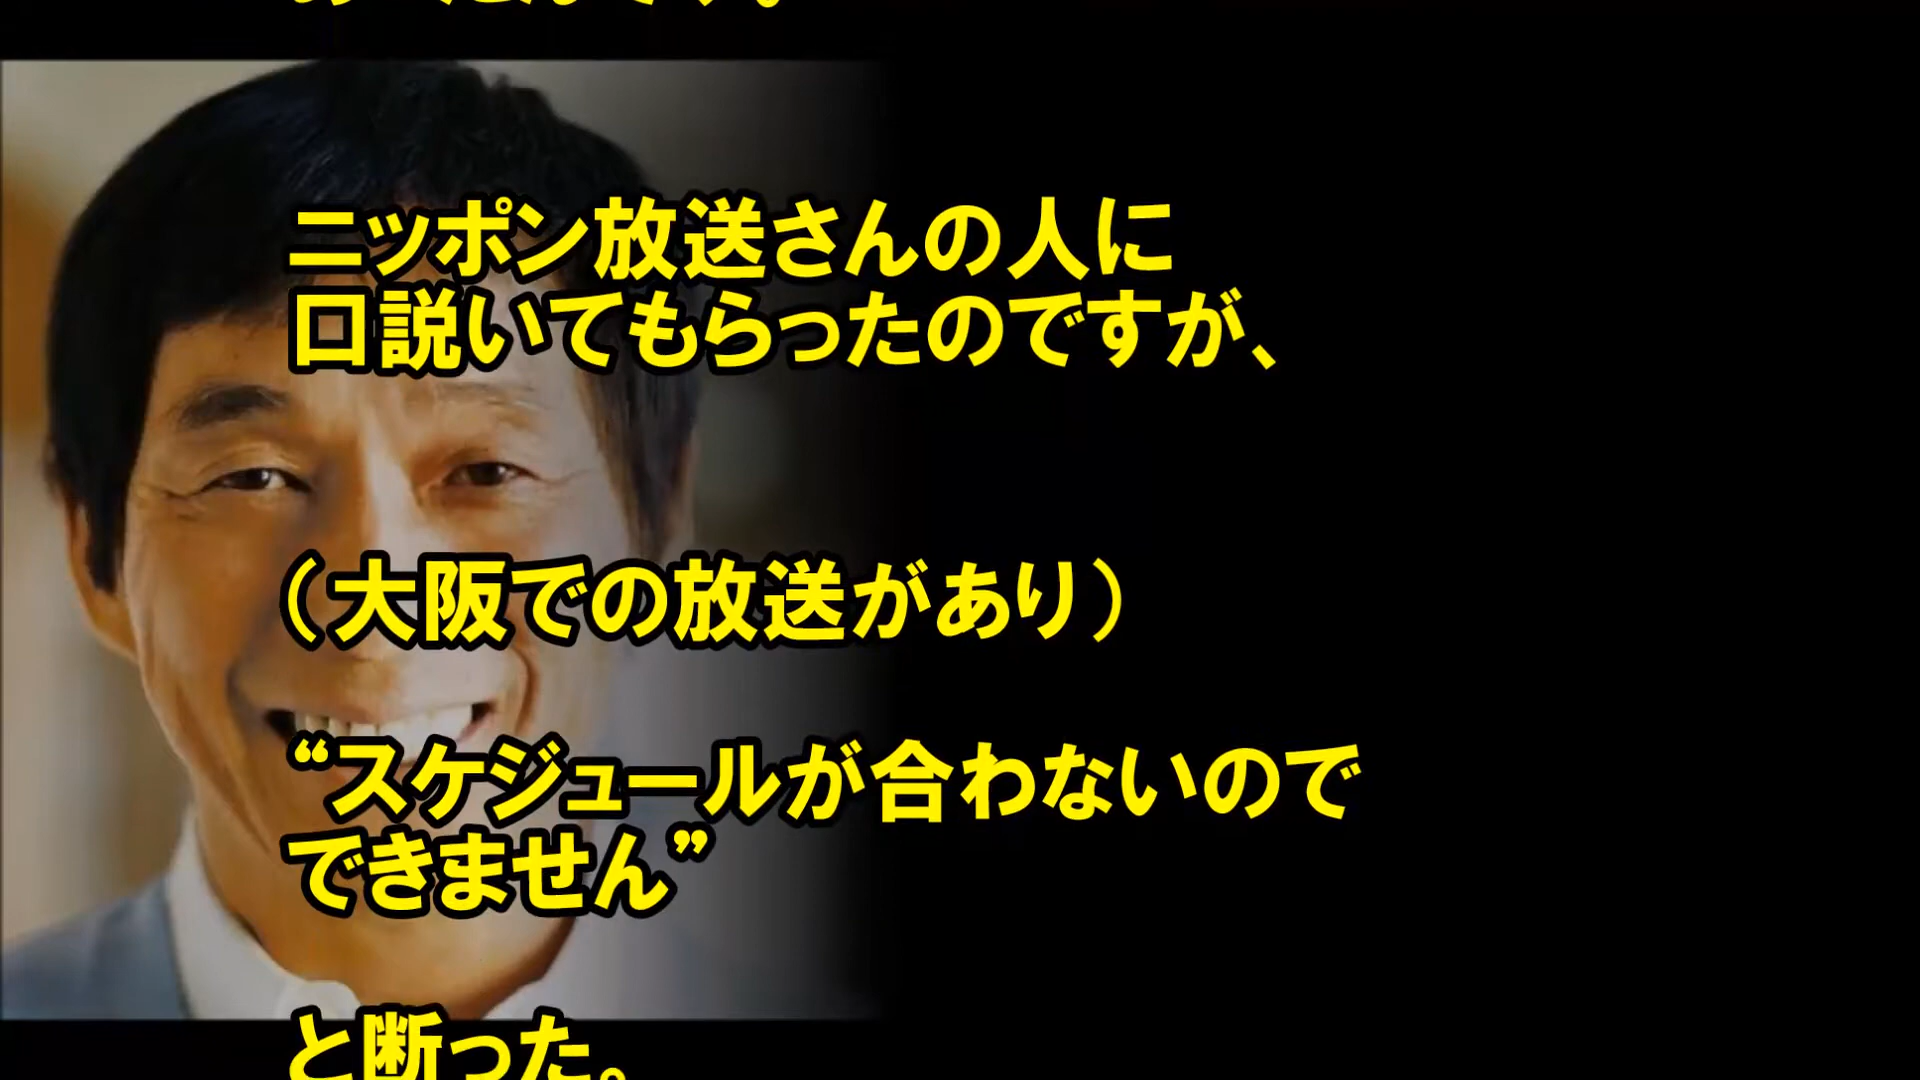 ニッポン放送さんの人に
口説いてもらったのですが、
（大阪での放送があり）
“スケジュールが合わないので
できません”
と断った。